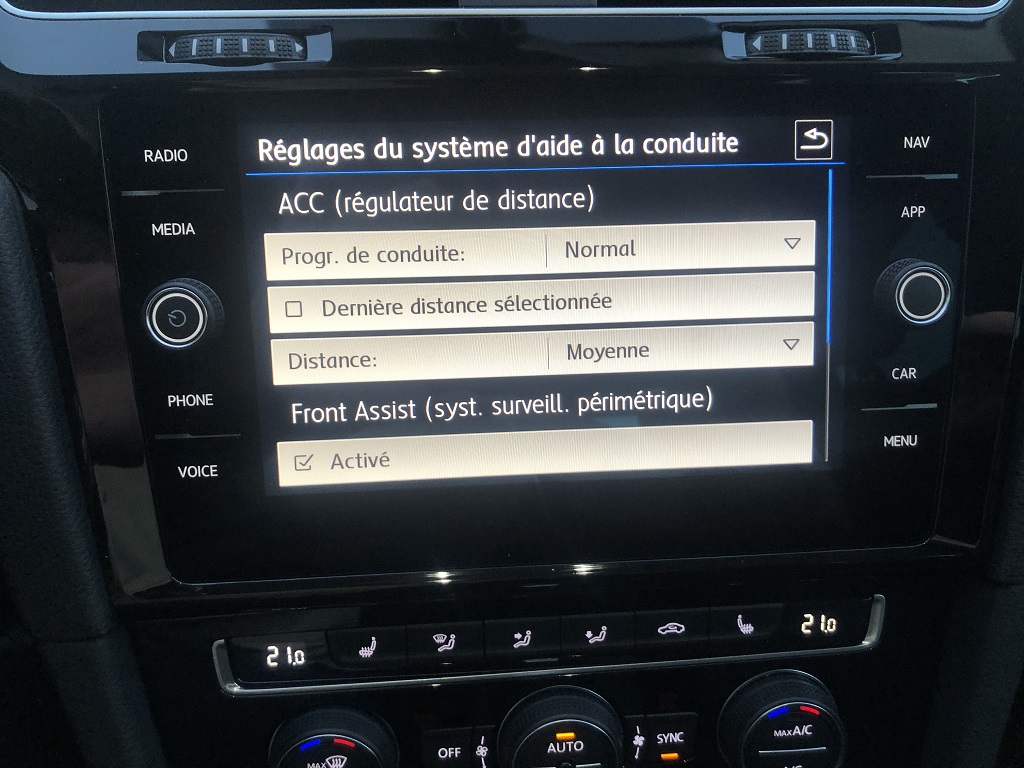 RADIO
MEDIA
PHONE
VOICE
Réglages du système d'aide à la conduite
ACC (régulateur de distance)
Progr. de conduite: Normal
Dernière distance sélectionnée
Distance: Moyenne
Front Assist (syst. surveill. périmétrique)
Activé
NAV
APP
CAR
MENU
21.0
21.0
MAX
OFF
AUTO
SYNC
MAX A/C
A/C